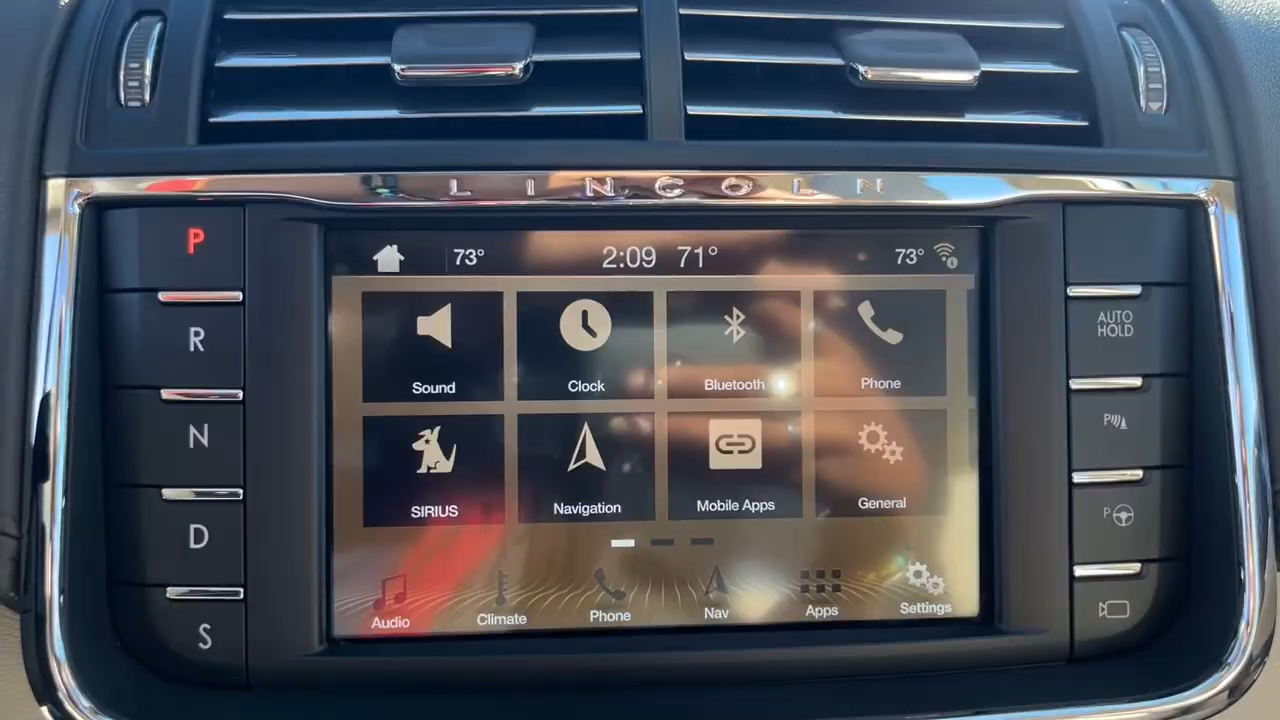 LINCOLN
P
R
N
D
S
73° 2:09 71° 73°
Sound Clock Bluetooth Phone
SIRIUS Navigation Mobile Apps General
Audio Climate Phone Nav Apps Settings
AUTO
HOLD
P
P